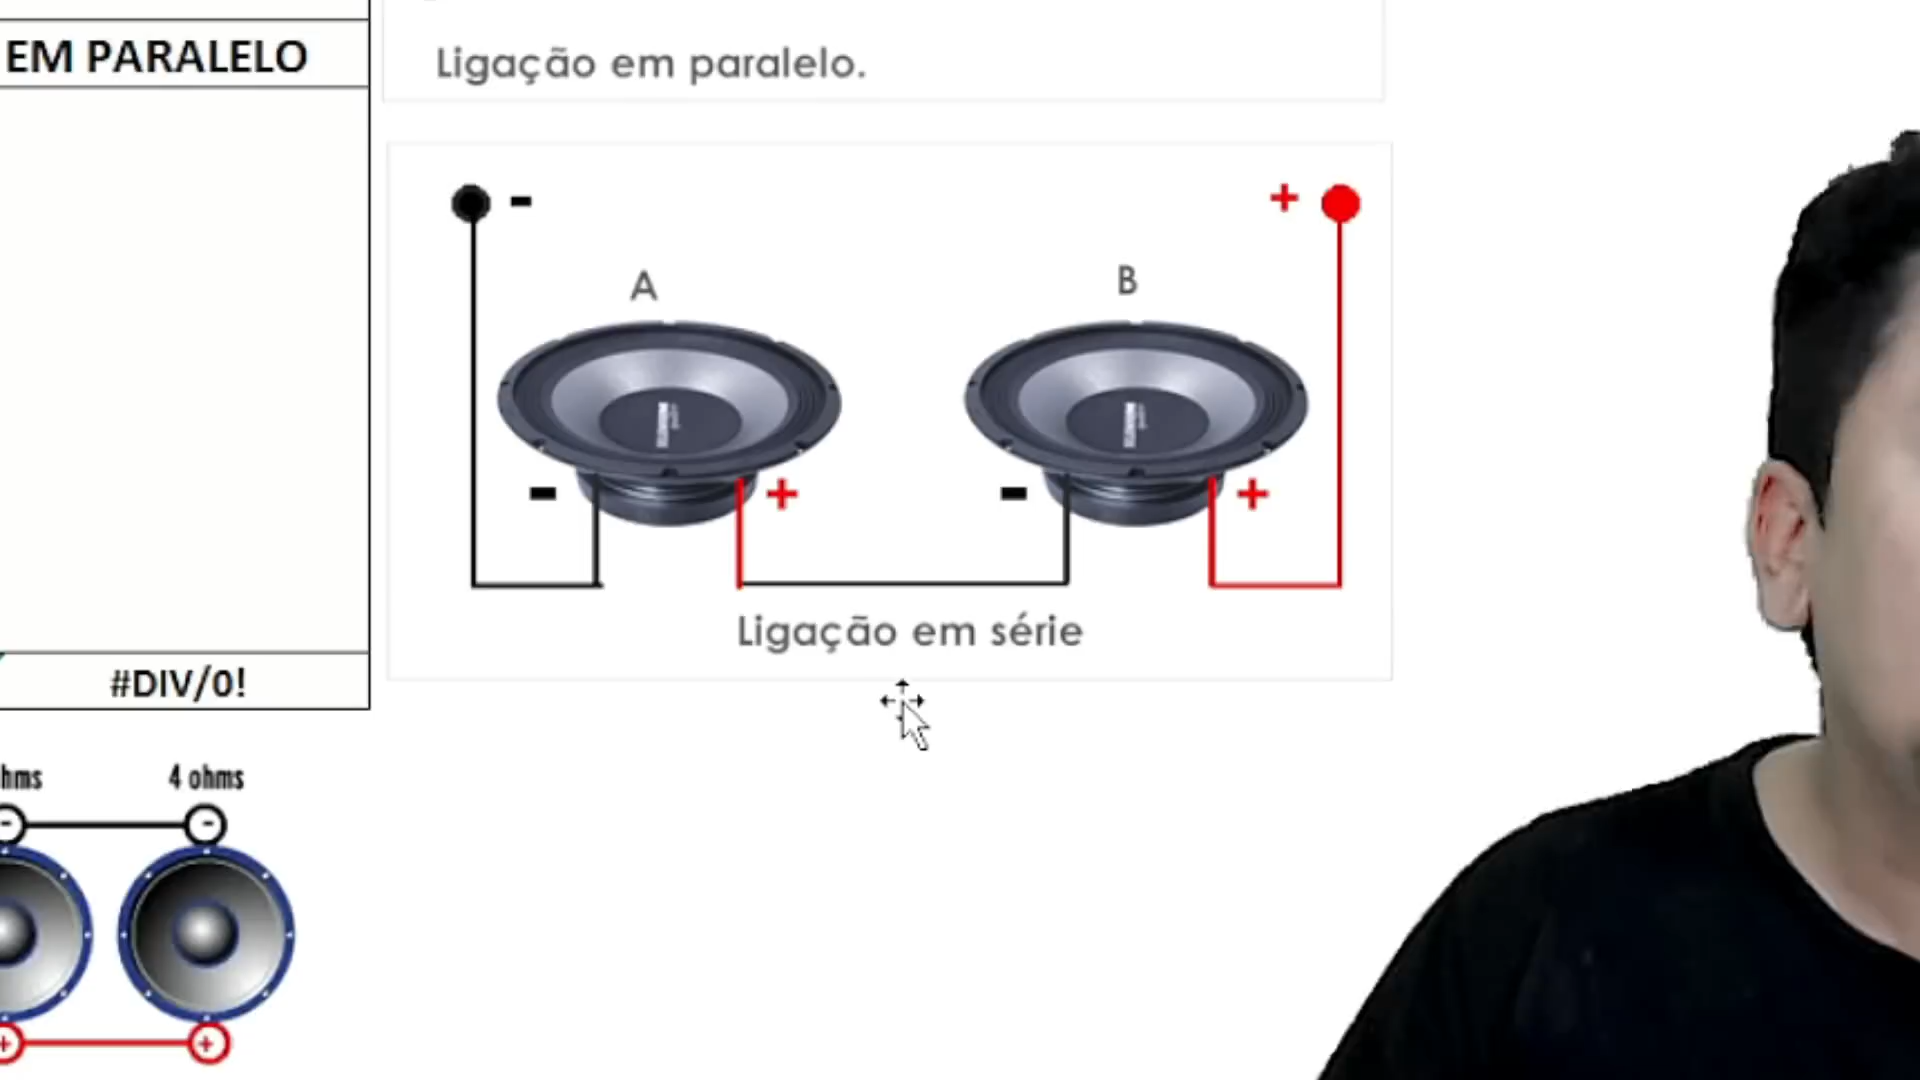 EM PARALELO
Ligação em paralelo.
- +
A B
- + - +
Ligação em série
#DIV/0!
hms 4 ohms
- -
+ +